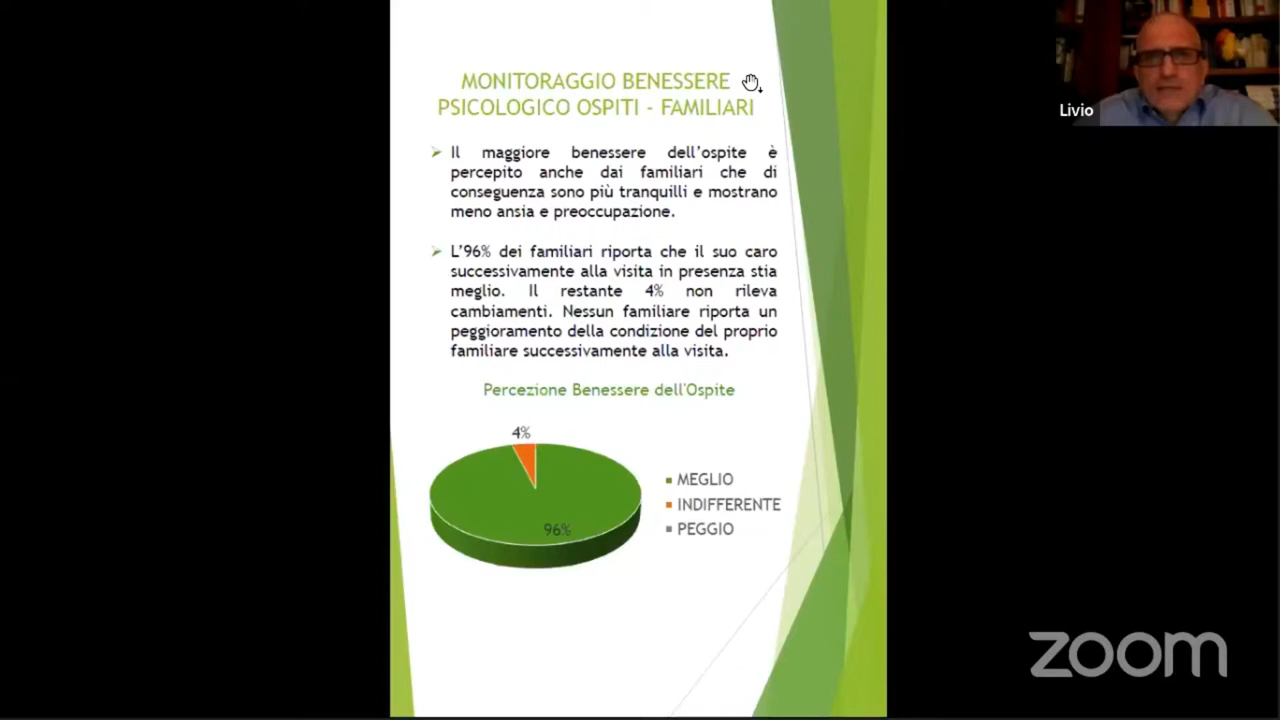 MONITORAGGIO BENESSERE
PSICOLOGICO OSPITI - FAMILIARI
Il maggiore benessere dell'ospite è
percepito anche dai familiari che di
conseguenza sono più tranquilli e mostrano
meno ansia e preoccupazione.
L'96% dei familiari riporta che il suo caro
successivamente alla visita in presenza stia
meglio. Il restante 4% non rileva
cambiamenti. Nessun familiare riporta un
peggioramento della condizione del proprio
familiare successivamente alla visita.
Percezione Benessere dell'Ospite
4%
96%
MEGLIO
INDIFFERENTE
PEGGIO
Livio
zoom